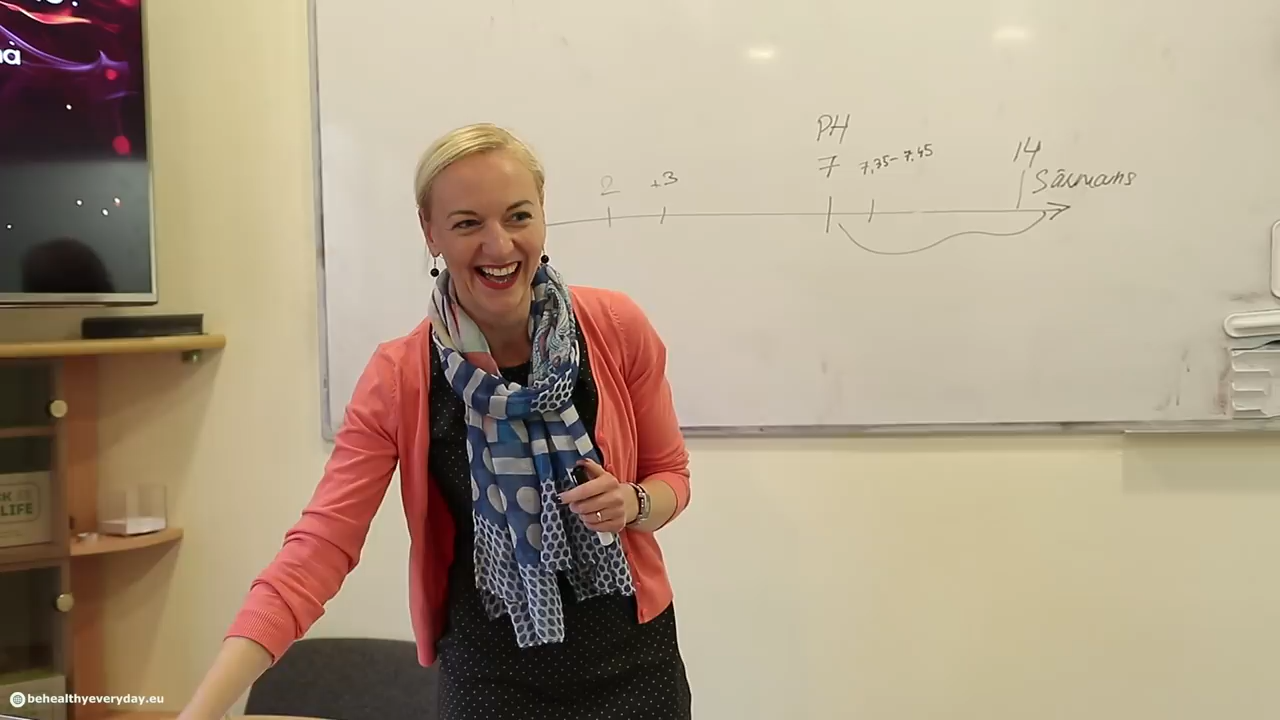 PH
7 7,35-7,45
14
2 +3
Sārmains
LIFE
behealthyeveryday.eu